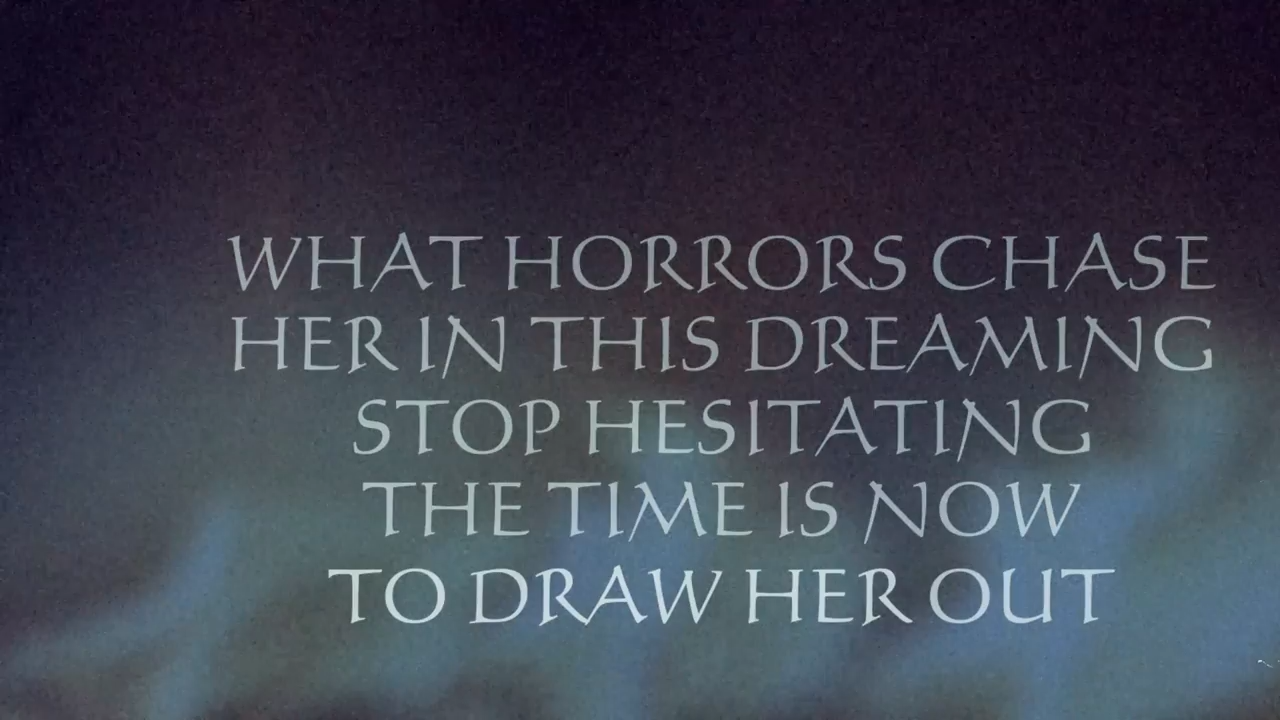 WHAT HORRORS CHASE
HER IN THIS DREAMING
STOP HESITATING
THE TIME IS NOW
TO DRAW HER OUT